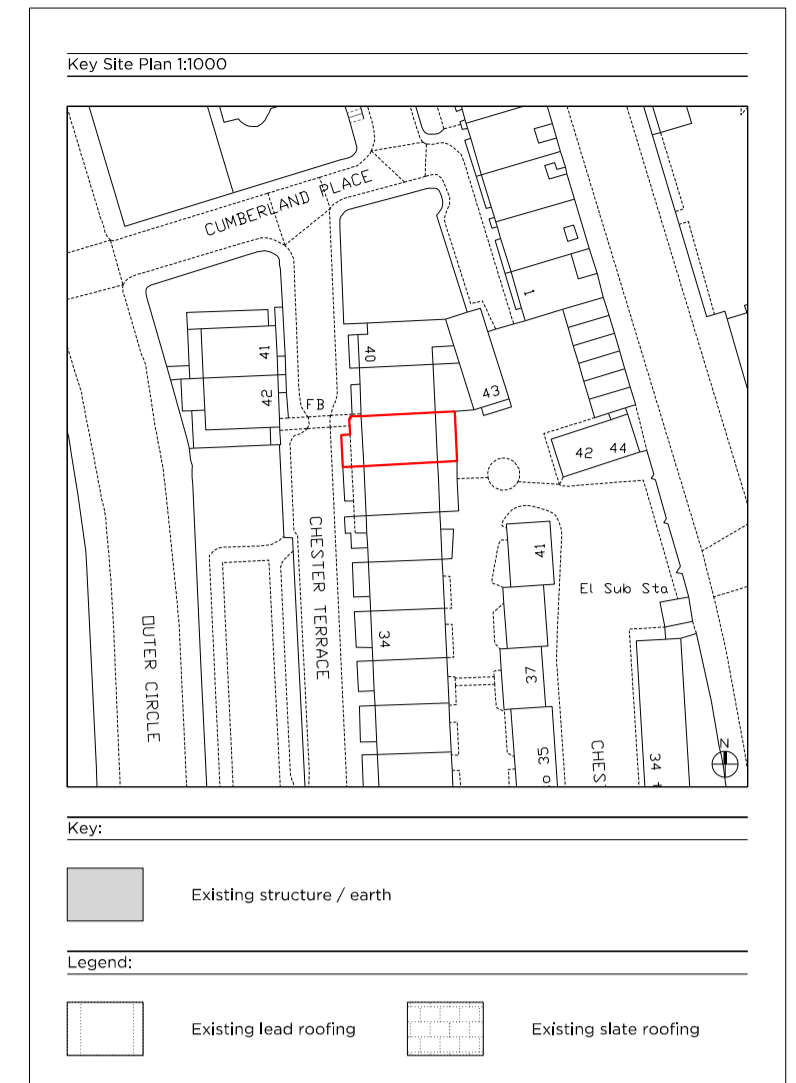 Key Site Plan 1:1000
CUMBERLAND PLACE
1
41
40
42
43
FB
42 44
CHESTER TERRACE
41
El Sub Sta
OUTER CIRCLE
34
37
35
CHES
34
N
Key:
Existing structure / earth
Legend:
Existing lead roofing
Existing slate roofing